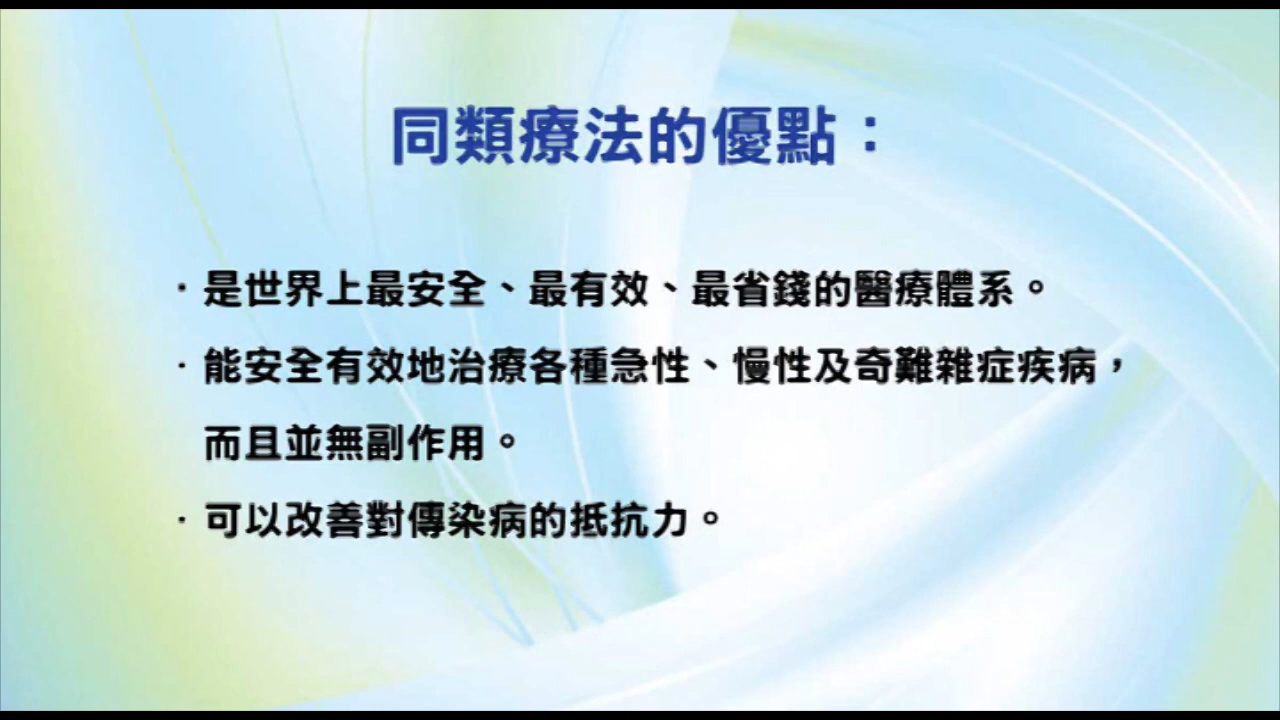 同類療法的優點：
· 是世界上最安全、最有效、最省錢的醫療體系。
· 能安全有效地治療各種急性、慢性及奇難雜症疾病，
而且並無副作用。
· 可以改善對傳染病的抵抗力。